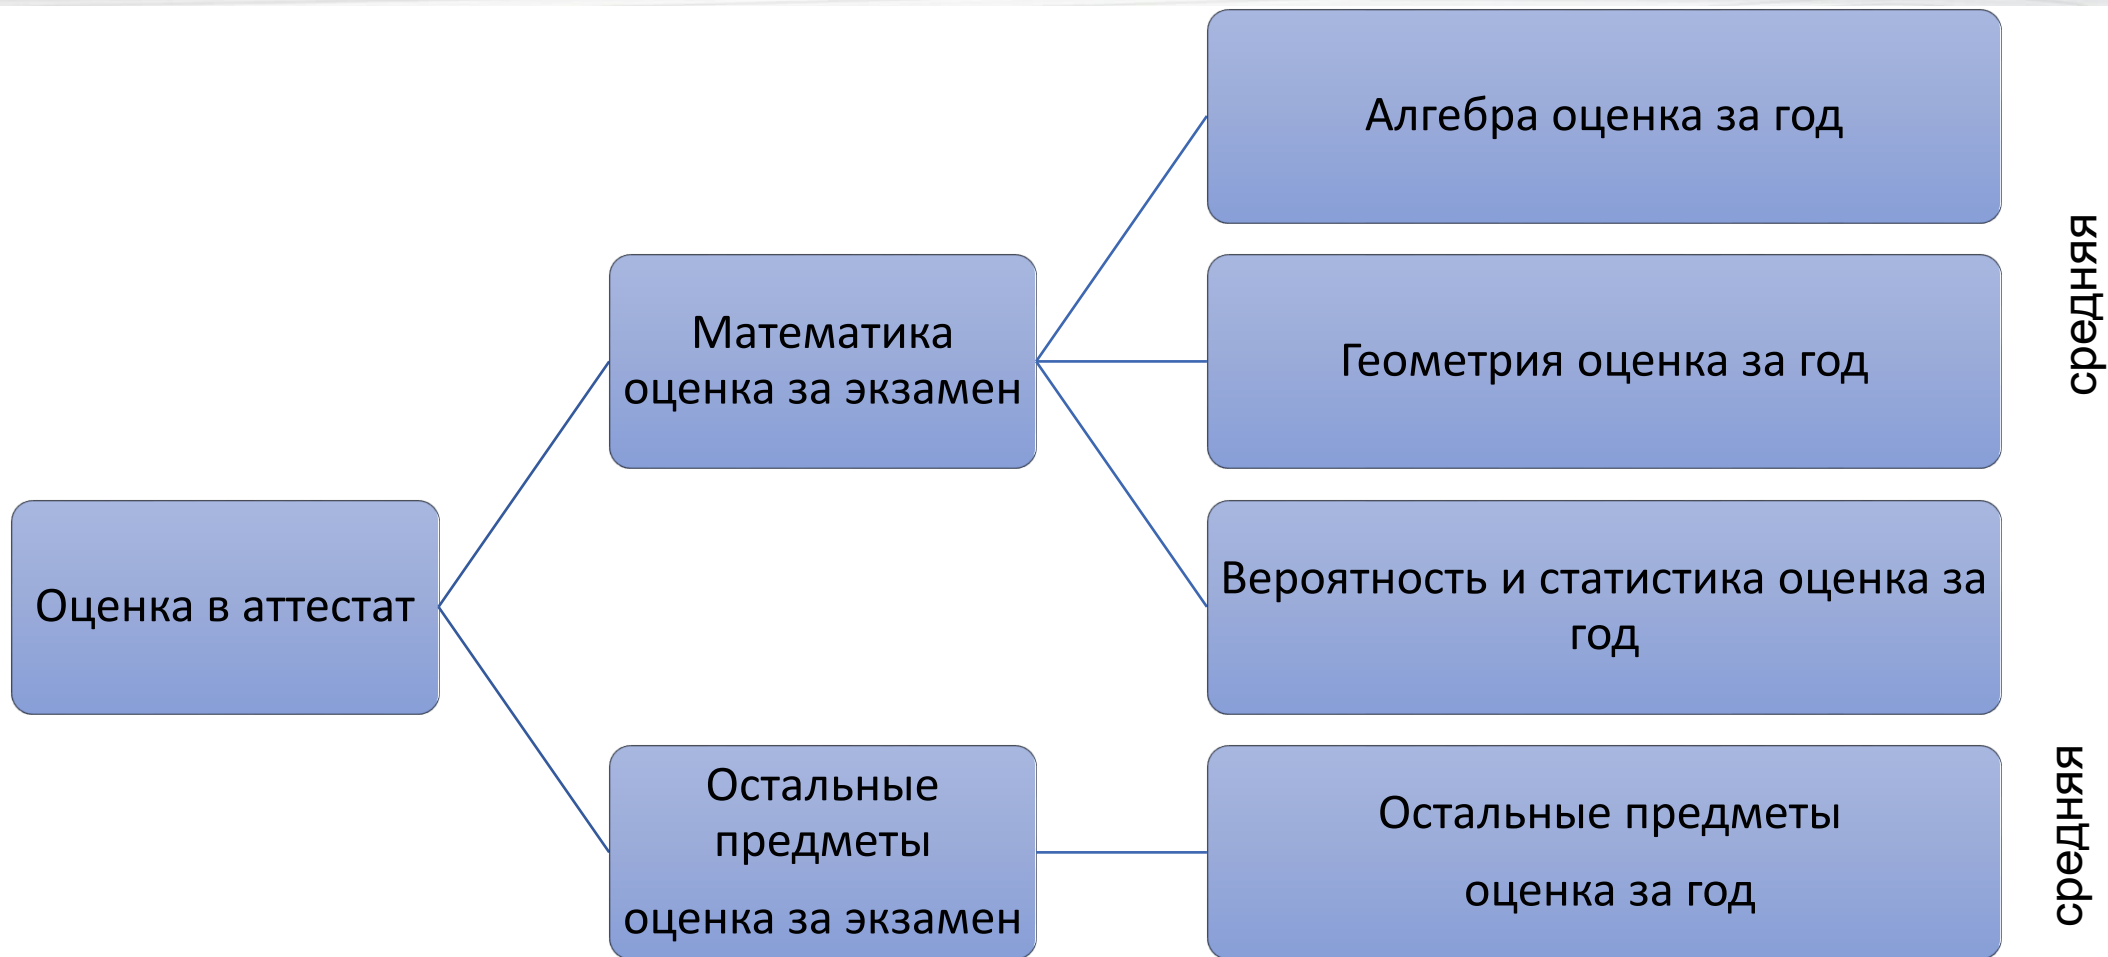 Алгебра оценка за год
Математика
оценка за экзамен
Геометрия оценка за год
средняя
Оценка в аттестат
Вероятность и статистика оценка за
год
Остальные
предметы
оценка за экзамен
Остальные предметы
оценка за год
средняя